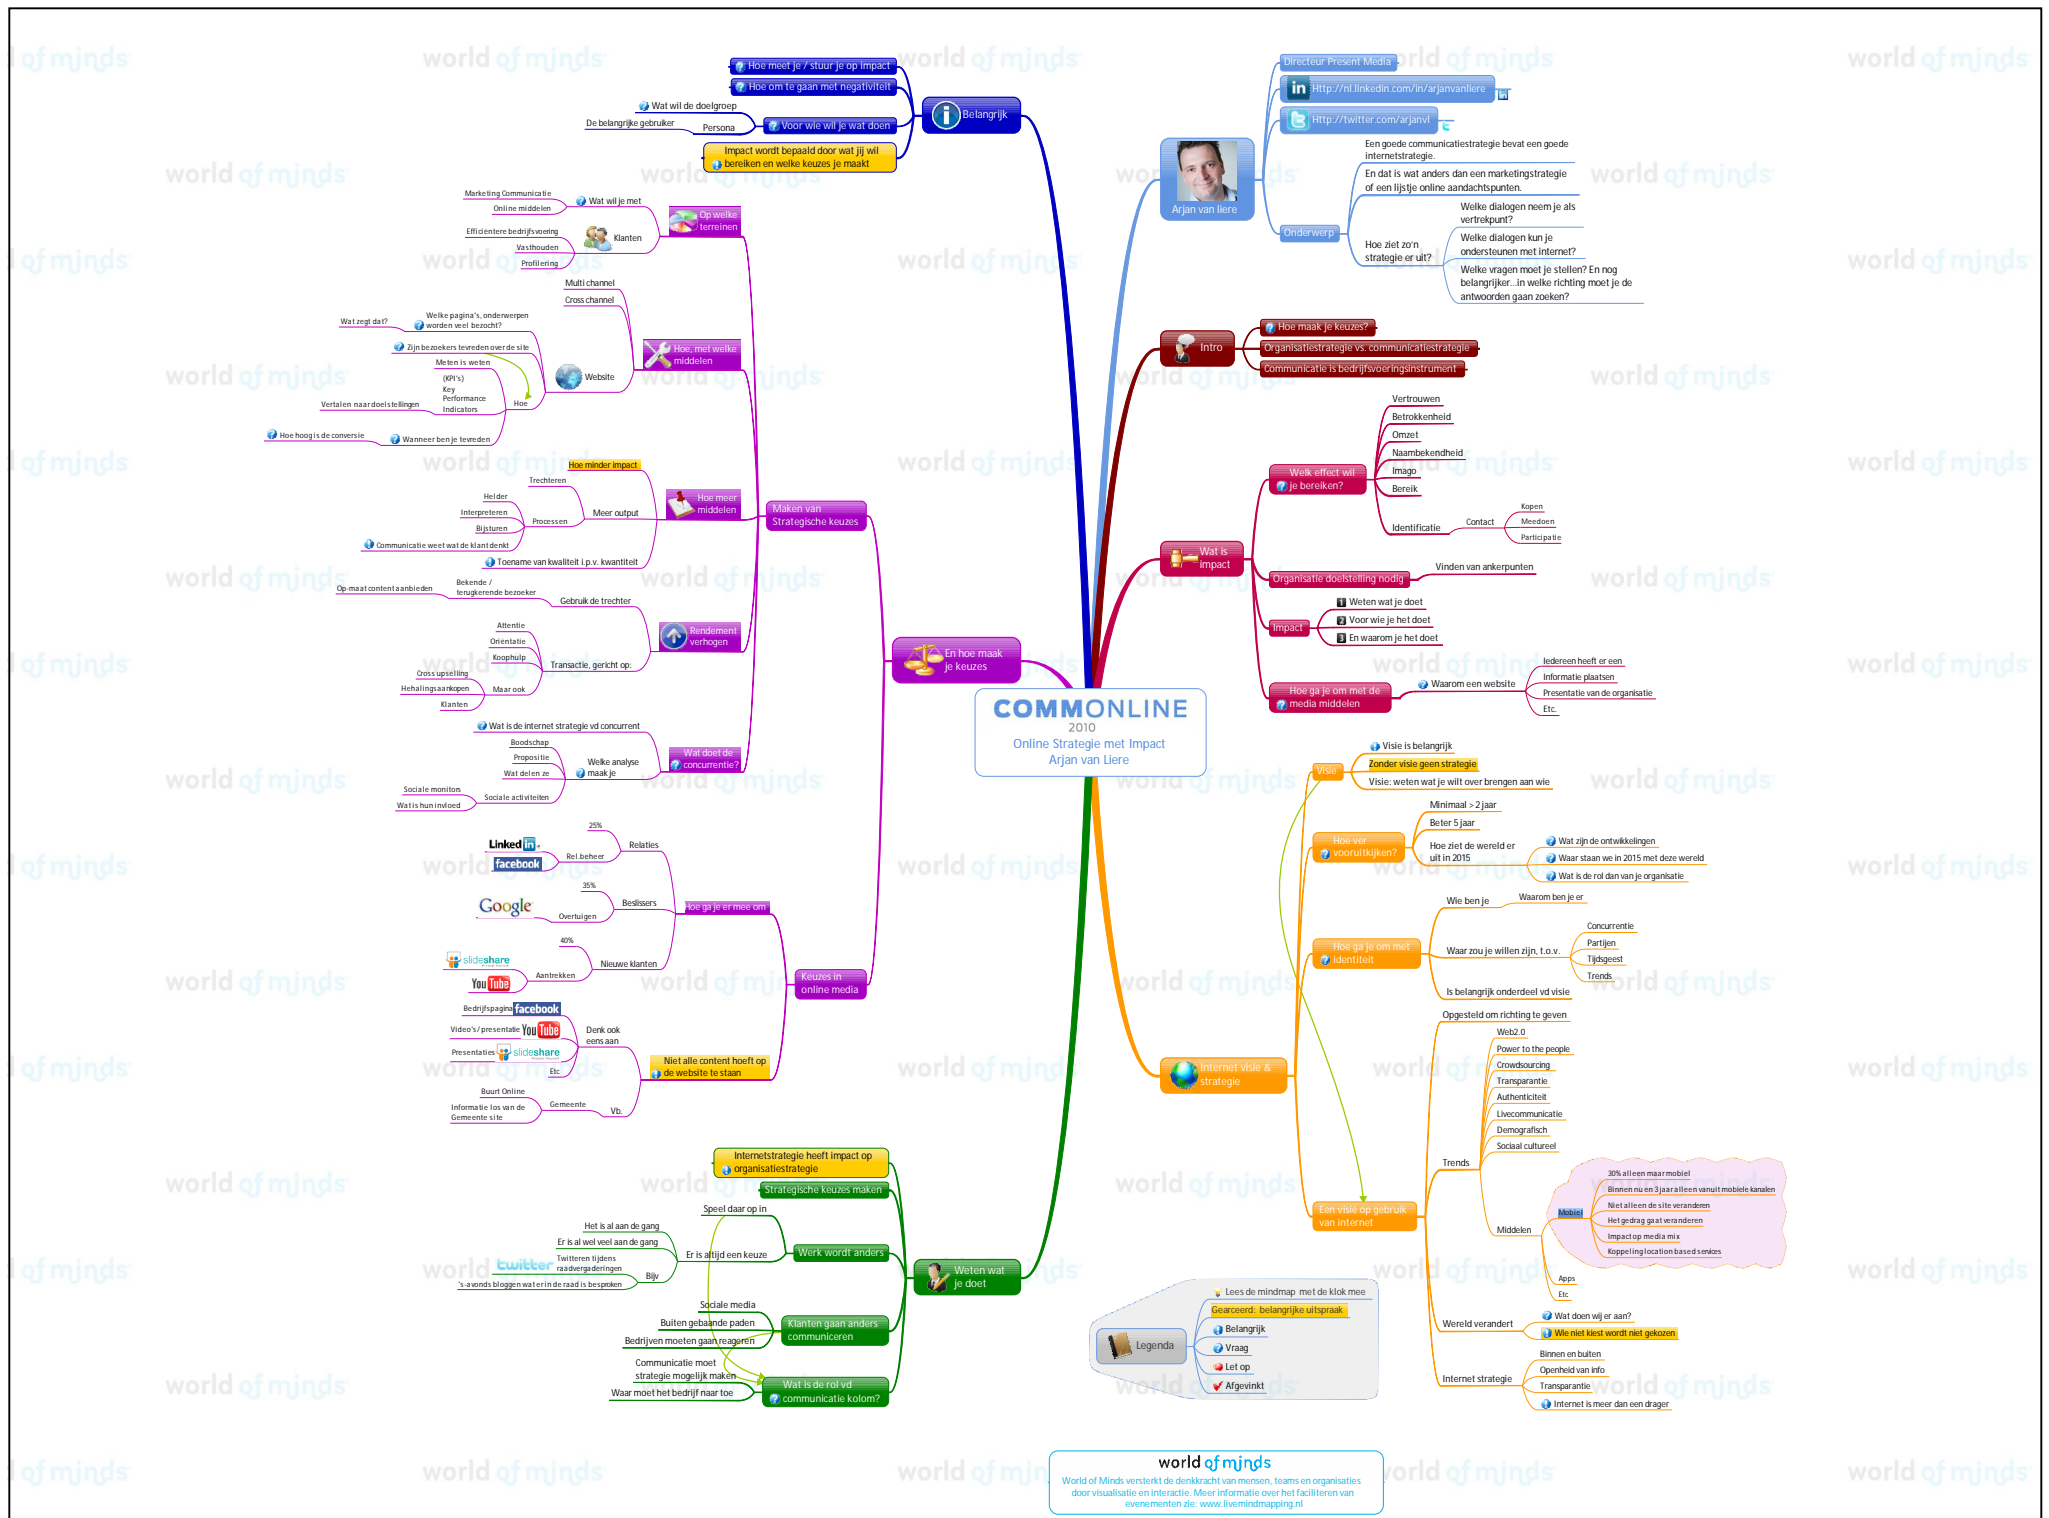 COMMONLINE
2010
Online Strategie met Impact
Arjan van Liere
Arjan van liere
Directeur Present Media
Http://nl.linkedin.com/in/arjanvanliere
Http://twitter.com/arjanvl
Onderwerp
Een goede communicatiestrategie bevat een goede
internetstrategie.
En dat is wat anders dan een marketingstrategie
of een lijstje online aandachtspunten.
Hoe ziet zo'n
strategie er uit?
Welke dialogen neem je als
vertrekpunt?
Welke dialogen kun je
ondersteunen met internet?
Welke vragen moet je stellen? En nog
belangrijker...in welke richting moet je de
antwoorden gaan zoeken?
Intro
Hoe maak je keuzes?
Organisatiestrategie vs. communicatiestrategie
Communicatie is bedrijfsvoeringsinstrument
Wat is
impact
Welk effect wil
je bereiken?
Vertrouwen
Betrokkenheid
Omzet
Naambekendheid
Imago
Bereik
Identificatie
Contact
Kopen
Meedoen
Participatie
Organisatie doelstelling nodig
Vinden van ankerpunten
Impact
1 Weten wat je doet
2 Voor wie je het doet
3 En waarom je het doet
Hoe ga je om met de
media middelen
Waarom een website
Iedereen heeft er een
Informatie plaatsen
Presentatie van de organisatie
Etc.
Internet visie &
strategie
Visie
Visie is belangrijk
Zonder visie geen strategie
Visie: weten wat je wilt over brengen aan wie
Hoe ver
vooruitkijken?
Minimaal > 2 jaar
Beter 5 jaar
Hoe ziet de wereld er
uit in 2015
Wat zijn de ontwikkelingen
Waar staan we in 2015 met deze wereld
Wat is de rol dan van je organisatie
Hoe ga je om met
identiteit
Wie ben je
Waarom ben je er
Waar zou je willen zijn, t.o.v.
Concurrentie
Partijen
Tijdsgeest
Trends
Is belangrijk onderdeel vd visie
Een visie op gebruik
van internet
Opgesteld om richting te geven
Trends
Web2.0
Power to the people
Crowdsourcing
Transparantie
Authenticiteit
Livecommunicatie
Demografisch
Sociaal cultureel
Middelen
Mobiel
30% alleen maar mobiel
Binnen nu en 3 jaar alleen vanuit mobiele kanalen
Niet alleen de site veranderen
Het gedrag gaat veranderen
Impact op media mix
Koppeling location based services
Apps
Etc
Wereld verandert
Wat doen wij er aan?
Wie niet kiest wordt niet gekozen
Internet strategie
Binnen en buiten
Openheid van info
Transparantie
Internet is meer dan een drager
Weten wat
je doet
Internetstrategie heeft impact op
organisatiestrategie
Strategische keuzes maken
Werk wordt anders
Speel daar op in
Er is altijd een keuze
Het is al aan de gang
Er is al wel veel aan de gang
Bijv
twitter
Twitteren tijdens
raadvergaderingen
's-avonds bloggen water in de raad is besproken
Klanten gaan anders
communiceren
Sociale media
Buiten gebaande paden
Bedrijven moeten gaan reageren
Wat is de rol vd
communicatie kolom?
Communicatie moet
strategie mogelijk maken
Waar moet het bedrijf naar toe
En hoe maak
je keuzes
Maken van
Strategische keuzes
Op welke
terreinen
Wat wil je met
Marketing Communicatie
Online middelen
Klanten
Efficiëntere bedrijfsvoering
Vasthouden
Profilering
Hoe, met welke
middelen
Multi channel
Cross channel
Website
Welke pagina's, onderwerpen
worden veel bezocht?
Wat zegt dat?
Zijn bezoekers tevreden over de site
Hoe
Meten is weten
(KPI's)
Key
Performance
Indicators
Vertalen naar doelstellingen
Wanneer ben je tevreden
Hoe hoog is de conversie
Hoe meer
middelen
Hoe minder impact
Meer output
Trechteren
Processen
Helder
Interpreteren
Bijsturen
Communicatie weet wat de klant denkt
Toename van kwaliteit i.p.v. kwantiteit
Rendement
verhogen
Gebruik de trechter
Bekende /
terugkerende bezoeker
Op-maat content aanbieden
Transactie, gericht op:
Attentie
Oriëntatie
Koophulp
Maar ook
Cross upselling
Hehalingsaankopen
Klanten
Wat doet de
concurrentie?
Wat is de internet strategie vd concurrent
Welke analyse
maak je
Boodschap
Propositie
Wat delen ze
Sociale activiteiten
Sociale monitors
Wat is hun invloed
Keuzes in
online media
Hoe ga je er mee om
Relaties
25%
Rel.beheer
Linked in
facebook
Beslissers
35%
Overtuigen
Google
Nieuwe klanten
40%
Aantrekken
slideshare
YouTube
Niet alle content hoeft op
de website te staan
Denk ook
eens aan
Bedrijfspagina facebook
Video's / presentatie YouTube
Presentaties slideshare
Etc
Vb.
Gemeente
Buurt Online
Informatie los van de
Gemeente site
Belangrijk
Hoe meet je / stuur je op impact
Hoe om te gaan met negativiteit
Voor wie wil je wat doen
Wat wil de doelgroep
Persona
De belangrijke gebruiker
Impact wordt bepaald door wat jij wil
bereiken en welke keuzes je maakt
Legenda
Lees de mindmap met de klok mee
Gearceerd: belangrijke uitspraak
Belangrijk
Vraag
Let op
Afgevinkt
world of minds
World of Minds versterkt de denkkracht van mensen, teams en organisaties
door visualisatie en interactie. Meer informatie over het faciliteren van
evenementen zie: www.livemindmapping.nl